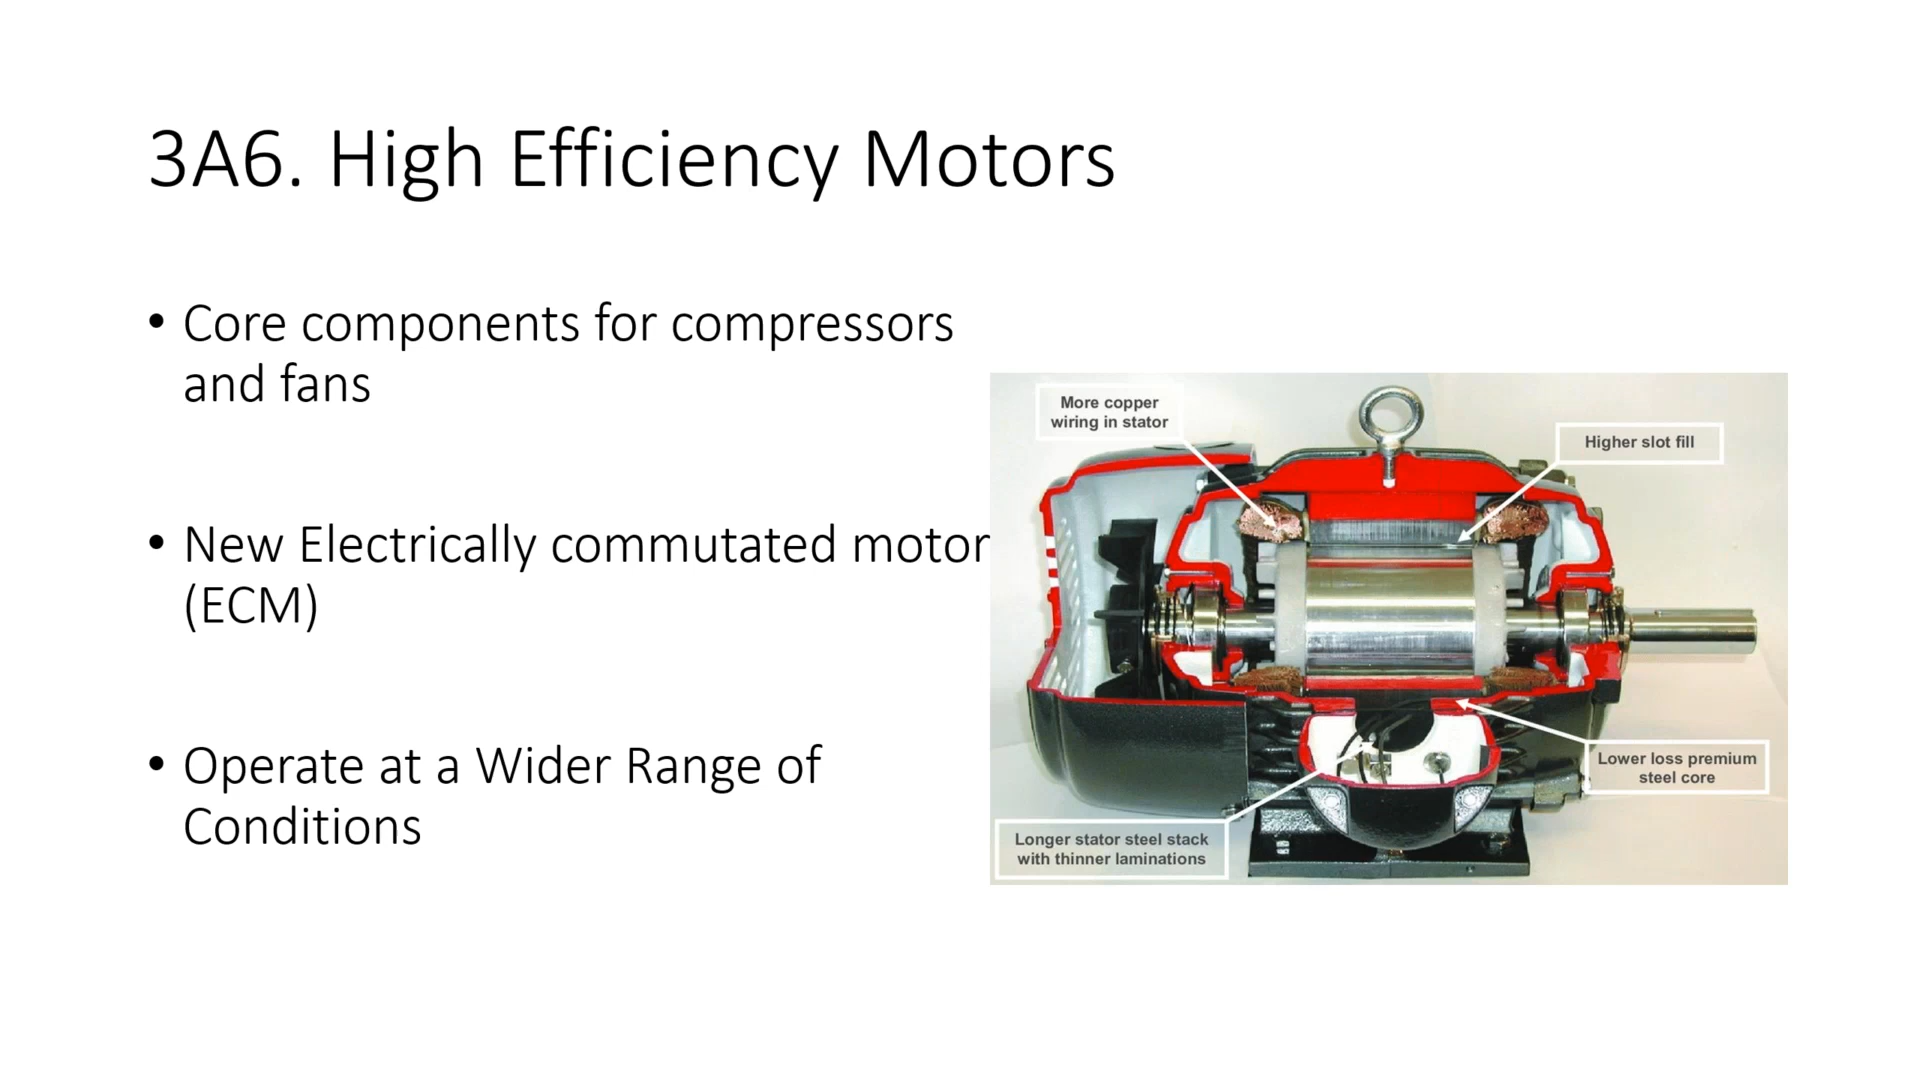 3A6. High Efficiency Motors
• Core components for compressors
and fans
• New Electrically commutated motor
(ECM)
• Operate at a Wider Range of
Conditions
More copper
wiring in stator
Higher slot fill
Lower loss premium
steel core
Longer stator steel stack
with thinner laminations